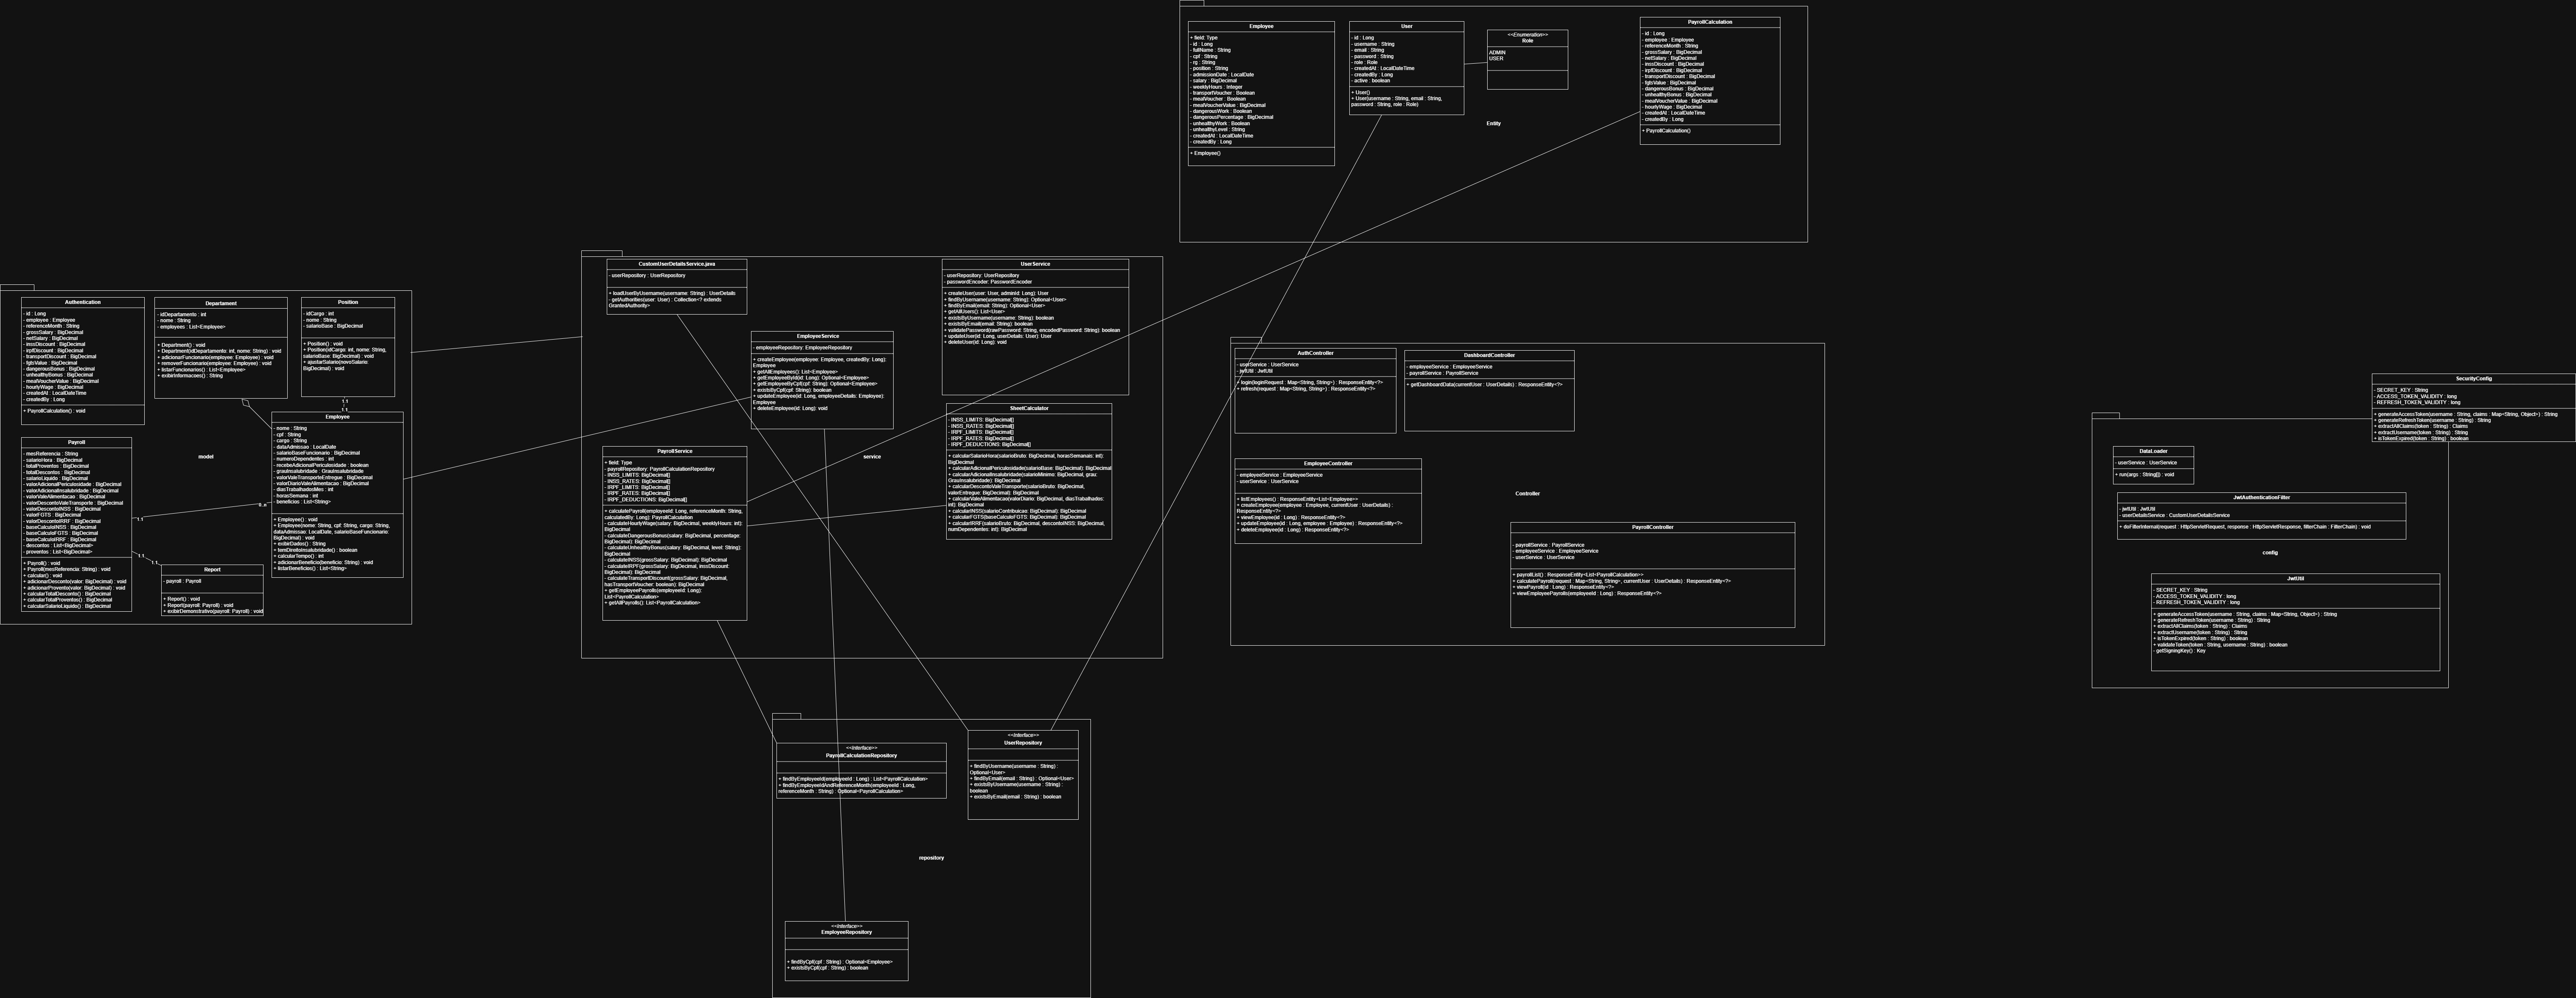 Employee
+ field: Type
- id : Long
- fullName : String
- cpf : String
- rg : String
- position : String
- admissionDate : LocalDate
- salary : BigDecimal
- weeklyHours : Integer
- transportVoucher : Boolean
- mealVoucher : Boolean
- mealVoucherValue : BigDecimal
- dangerousWork : Boolean
- dangerousPercentage : BigDecimal
- unhealthyWork : Boolean
- unhealthyLevel : String
- createdAt : LocalDateTime
- createdBy : Long
+ Employee()
User
- id : Long
- username : String
- email : String
- password : String
- role : Role
- createdAt : LocalDateTime
- createdBy : Long
- active : boolean
+ User()
+ User(username : String, email : String,
password : String, role : Role)
<<Enumeration>>
Role
ADMIN
USER
PayrollCalculation
- id : Long
- employee : Employee
- referenceMonth : String
- grossSalary : BigDecimal
- netSalary : BigDecimal
- inssDiscount : BigDecimal
- irpfDiscount : BigDecimal
- transportDiscount : BigDecimal
- fgtsValue : BigDecimal
- dangerousBonus : BigDecimal
- unhealthyBonus : BigDecimal
- mealVoucherValue : BigDecimal
- hourlyWage : BigDecimal
- createdAt : LocalDateTime
- createdBy : Long
+ PayrollCalculation()
Entity
Authentication
- id : Long
- employee : Employee
- referenceMonth : String
- grossSalary : BigDecimal
- netSalary : BigDecimal
- inssDiscount : BigDecimal
- irpfDiscount : BigDecimal
- transportDiscount : BigDecimal
- fgtsValue : BigDecimal
- dangerousBonus : BigDecimal
- unhealthyBonus : BigDecimal
- mealVoucherValue : BigDecimal
- hourlyWage : BigDecimal
- createdAt : LocalDateTime
- createdBy : Long
+ PayrollCalculation() : void
Departament
- idDepartamento : int
- nome : String
- employees : List<Employee>
+ Department() : void
+ Department(idDepartamento: int, nome: String) : void
+ adicionarFuncionario(employee: Employee) : void
+ removerFuncionario(employee: Employee) : void
+ listarFuncionarios() : List<Employee>
+ exibirInformacoes() : String
Position
- idCargo : int
- nome : String
- salarioBase : BigDecimal
+ Position() : void
+ Position(idCargo: int, nome: String,
salarioBase: BigDecimal) : void
+ ajustarSalario(novoSalario:
BigDecimal) : void
1.1
1.1
Employee
- nome : String
- cpf : String
- cargo : String
- dataAdmissao : LocalDate
- salarioBaseFuncionario : BigDecimal
- numeroDependentes : int
- recebeAdicionalPericulosidade : boolean
- grauInsalubridade : GrauInsalubridade
- valorValeTransporteEntregue : BigDecimal
- valorDiarioValeAlimentacao : BigDecimal
- diasTrabalhadosMes : int
- horasSemana : int
- beneficios : List<String>
+ Employee() : void
+ Employee(nome: String, cpf: String, cargo: String,
dataAdmissao: LocalDate, salarioBaseFuncionario:
BigDecimal) : void
+ exibirDados() : String
+ temDireitoInsalubridade() : boolean
+ calcularTempo() : int
+ adicionarBeneficio(beneficio: String) : void
+ listarBeneficios() : List<String>
model
Payroll
- mesReferencia : String
- salarioHora : BigDecimal
- totalProventos : BigDecimal
- totalDescontos : BigDecimal
- salarioLiquido : BigDecimal
- valorAdicionalPericulosidade : BigDecimal
- valorAdicionalInsalubridade : BigDecimal
- valorValeAlimentacao : BigDecimal
- valorDescontoValeTransporte : BigDecimal
- valorDescontoINSS : BigDecimal
- valorFGTS : BigDecimal
- valorDescontoIRRF : BigDecimal
- baseCalculoINSS : BigDecimal
- baseCalculoFGTS : BigDecimal
- baseCalculoIRRF : BigDecimal
- descontos : List<BigDecimal>
- proventos : List<BigDecimal>
+ Payroll() : void
+ Payroll(mesReferencia: String) : void
+ calcular() : void
+ adicionarDesconto(valor: BigDecimal) : void
+ adicionarProvento(valor: BigDecimal) : void
+ calcularTotalDesconto() : BigDecimal
+ calcularTotalProventos() : BigDecimal
+ calcularSalarioLiquido() : BigDecimal
1.1
0..n
1.1
1.1
Report
- payroll : Payroll
+ Report() : void
+ Report(payroll: Payroll) : void
+ exibirDemonstrativo(payroll: Payroll) : void
CustomUserDetailsService.java
- userRepository : UserRepository
+ loadUserByUsername(username: String) : UserDetails
- getAuthorities(user: User) : Collection<? extends
GrantedAuthority>
UserService
- userRepository: UserRepository
- passwordEncoder: PasswordEncoder
+ createUser(user: User, adminId: Long): User
+ findByUsername(username: String): Optional<User>
+ findByEmail(email: String): Optional<User>
+ getAllUsers(): List<User>
+ existsByUsername(username: String): boolean
+ existsByEmail(email: String): boolean
+ validatePassword(rawPassword: String, encodedPassword: String): boolean
+ updateUser(id: Long, userDetails: User): User
+ deleteUser(id: Long): void
EmployeeService
- employeeRepository: EmployeeRepository
+ createEmployee(employee: Employee, createdBy: Long):
Employee
+ getAllEmployees(): List<Employee>
+ getEmployeeById(id: Long): Optional<Employee>
+ getEmployeeByCpf(cpf: String): Optional<Employee>
+ existsByCpf(cpf: String): boolean
+ updateEmployee(id: Long, employeeDetails: Employee):
Employee
+ deleteEmployee(id: Long): void
service
SheetCalculator
- INSS_LIMITS: BigDecimal[]
- INSS_RATES: BigDecimal[]
- IRPF_LIMITS: BigDecimal[]
- IRPF_RATES: BigDecimal[]
- IRPF_DEDUCTIONS: BigDecimal[]
+ calcularSalarioHora(salarioBruto: BigDecimal, horasSemanais: int):
BigDecimal
+ calcularAdicionalPericulosidade(salarioBase: BigDecimal): BigDecimal
+ calcularAdicionalInsalubridade(salarioMinimo: BigDecimal, grau:
GrauInsalubridade): BigDecimal
+ calcularDescontoValeTransporte(salarioBruto: BigDecimal,
valorEntregue: BigDecimal): BigDecimal
+ calcularValeAlimentacao(valorDiario: BigDecimal, diasTrabalhados:
int): BigDecimal
+ calcularINSS(salarioContribuicao: BigDecimal): BigDecimal
+ calcularFGTS(baseCalculoFGTS: BigDecimal): BigDecimal
+ calcularIRRF(salarioBruto: BigDecimal, descontoINSS: BigDecimal,
numDependentes: int): BigDecimal
PayrollService
+ field: Type
- payrollRepository: PayrollCalculationRepository
- INSS_LIMITS: BigDecimal[]
- INSS_RATES: BigDecimal[]
- IRPF_LIMITS: BigDecimal[]
- IRPF_RATES: BigDecimal[]
- IRPF_DEDUCTIONS: BigDecimal[]
+ calculatePayroll(employeeId: Long, referenceMonth: String,
calculatedBy: Long): PayrollCalculation
- calculateHourlyWage(salary: BigDecimal, weeklyHours: int):
BigDecimal
- calculateDangerousBonus(salary: BigDecimal, percentage:
BigDecimal): BigDecimal
- calculateUnhealthyBonus(salary: BigDecimal, level: String):
BigDecimal
- calculateINSS(grossSalary: BigDecimal): BigDecimal
- calculateIRPF(grossSalary: BigDecimal, inssDiscount:
BigDecimal): BigDecimal
- calculateTransportDiscount(grossSalary: BigDecimal,
hasTransportVoucher: boolean): BigDecimal
+ getEmployeePayrolls(employeeId: Long):
List<PayrollCalculation>
+ getAllPayrolls(): List<PayrollCalculation>
AuthController
- userService : UserService
- jwtUtil : JwtUtil
+ login(loginRequest : Map<String, String>) : ResponseEntity<?>
+ refresh(request : Map<String, String>) : ResponseEntity<?>
DashboardController
- employeeService : EmployeeService
- payrollService : PayrollService
+ getDashboardData(currentUser : UserDetails) : ResponseEntity<?>
EmployeeController
- employeeService : EmployeeService
- userService : UserService
+ listEmployees() : ResponseEntity<List<Employee>>
+ createEmployee(employee : Employee, currentUser : UserDetails) :
ResponseEntity<?>
+ viewEmployee(id : Long) : ResponseEntity<?>
+ updateEmployee(id : Long, employee : Employee) : ResponseEntity<?>
+ deleteEmployee(id : Long) : ResponseEntity<?>
Controller
PayrollController
- payrollService : PayrollService
- employeeService : EmployeeService
- userService : UserService
+ payrollList() : ResponseEntity<List<PayrollCalculation>>
+ calculatePayroll(request : Map<String, String>, currentUser : UserDetails) : ResponseEntity<?>
+ viewPayroll(id : Long) : ResponseEntity<?>
+ viewEmployeePayrolls(employeeId : Long) : ResponseEntity<?>
SecurityConfig
- SECRET_KEY : String
- ACCESS_TOKEN_VALIDITY : long
- REFRESH_TOKEN_VALIDITY : long
+ generateAccessToken(username : String, claims : Map<String, Object>) : String
+ generateRefreshToken(username : String) : String
+ extractAllClaims(token : String) : Claims
+ extractUsername(token : String) : String
+ isTokenExpired(token : String) : boolean
DataLoader
- userService : UserService
+ run(args : String[]) : void
JwtAuthenticationFilter
- jwtUtil : JwtUtil
- userDetailsService : CustomUserDetailsService
+ doFilterInternal(request : HttpServletRequest, response : HttpServletResponse, filterChain : FilterChain) : void
config
JwtUtil
- SECRET_KEY : String
- ACCESS_TOKEN_VALIDITY : long
- REFRESH_TOKEN_VALIDITY : long
+ generateAccessToken(username : String, claims : Map<String, Object>) : String
+ generateRefreshToken(username : String) : String
+ extractAllClaims(token : String) : Claims
+ extractUsername(token : String) : String
+ isTokenExpired(token : String) : boolean
+ validateToken(token : String, username : String) : boolean
- getSigningKey() : Key
<<Interface>>
PayrollCalculationRepository
+ findByEmployeeId(employeeId : Long) : List<PayrollCalculation>
+ findByEmployeeIdAndReferenceMonth(employeeId : Long,
referenceMonth : String) : Optional<PayrollCalculation>
<<Interface>>
UserRepository
+ findByUsername(username : String) :
Optional<User>
+ findByEmail(email : String) : Optional<User>
+ existsByUsername(username : String) :
boolean
+ existsByEmail(email : String) : boolean
repository
<<Interface>>
EmployeeRepository
+ findByCpf(cpf : String) : Optional<Employee>
+ existsByCpf(cpf : String) : boolean